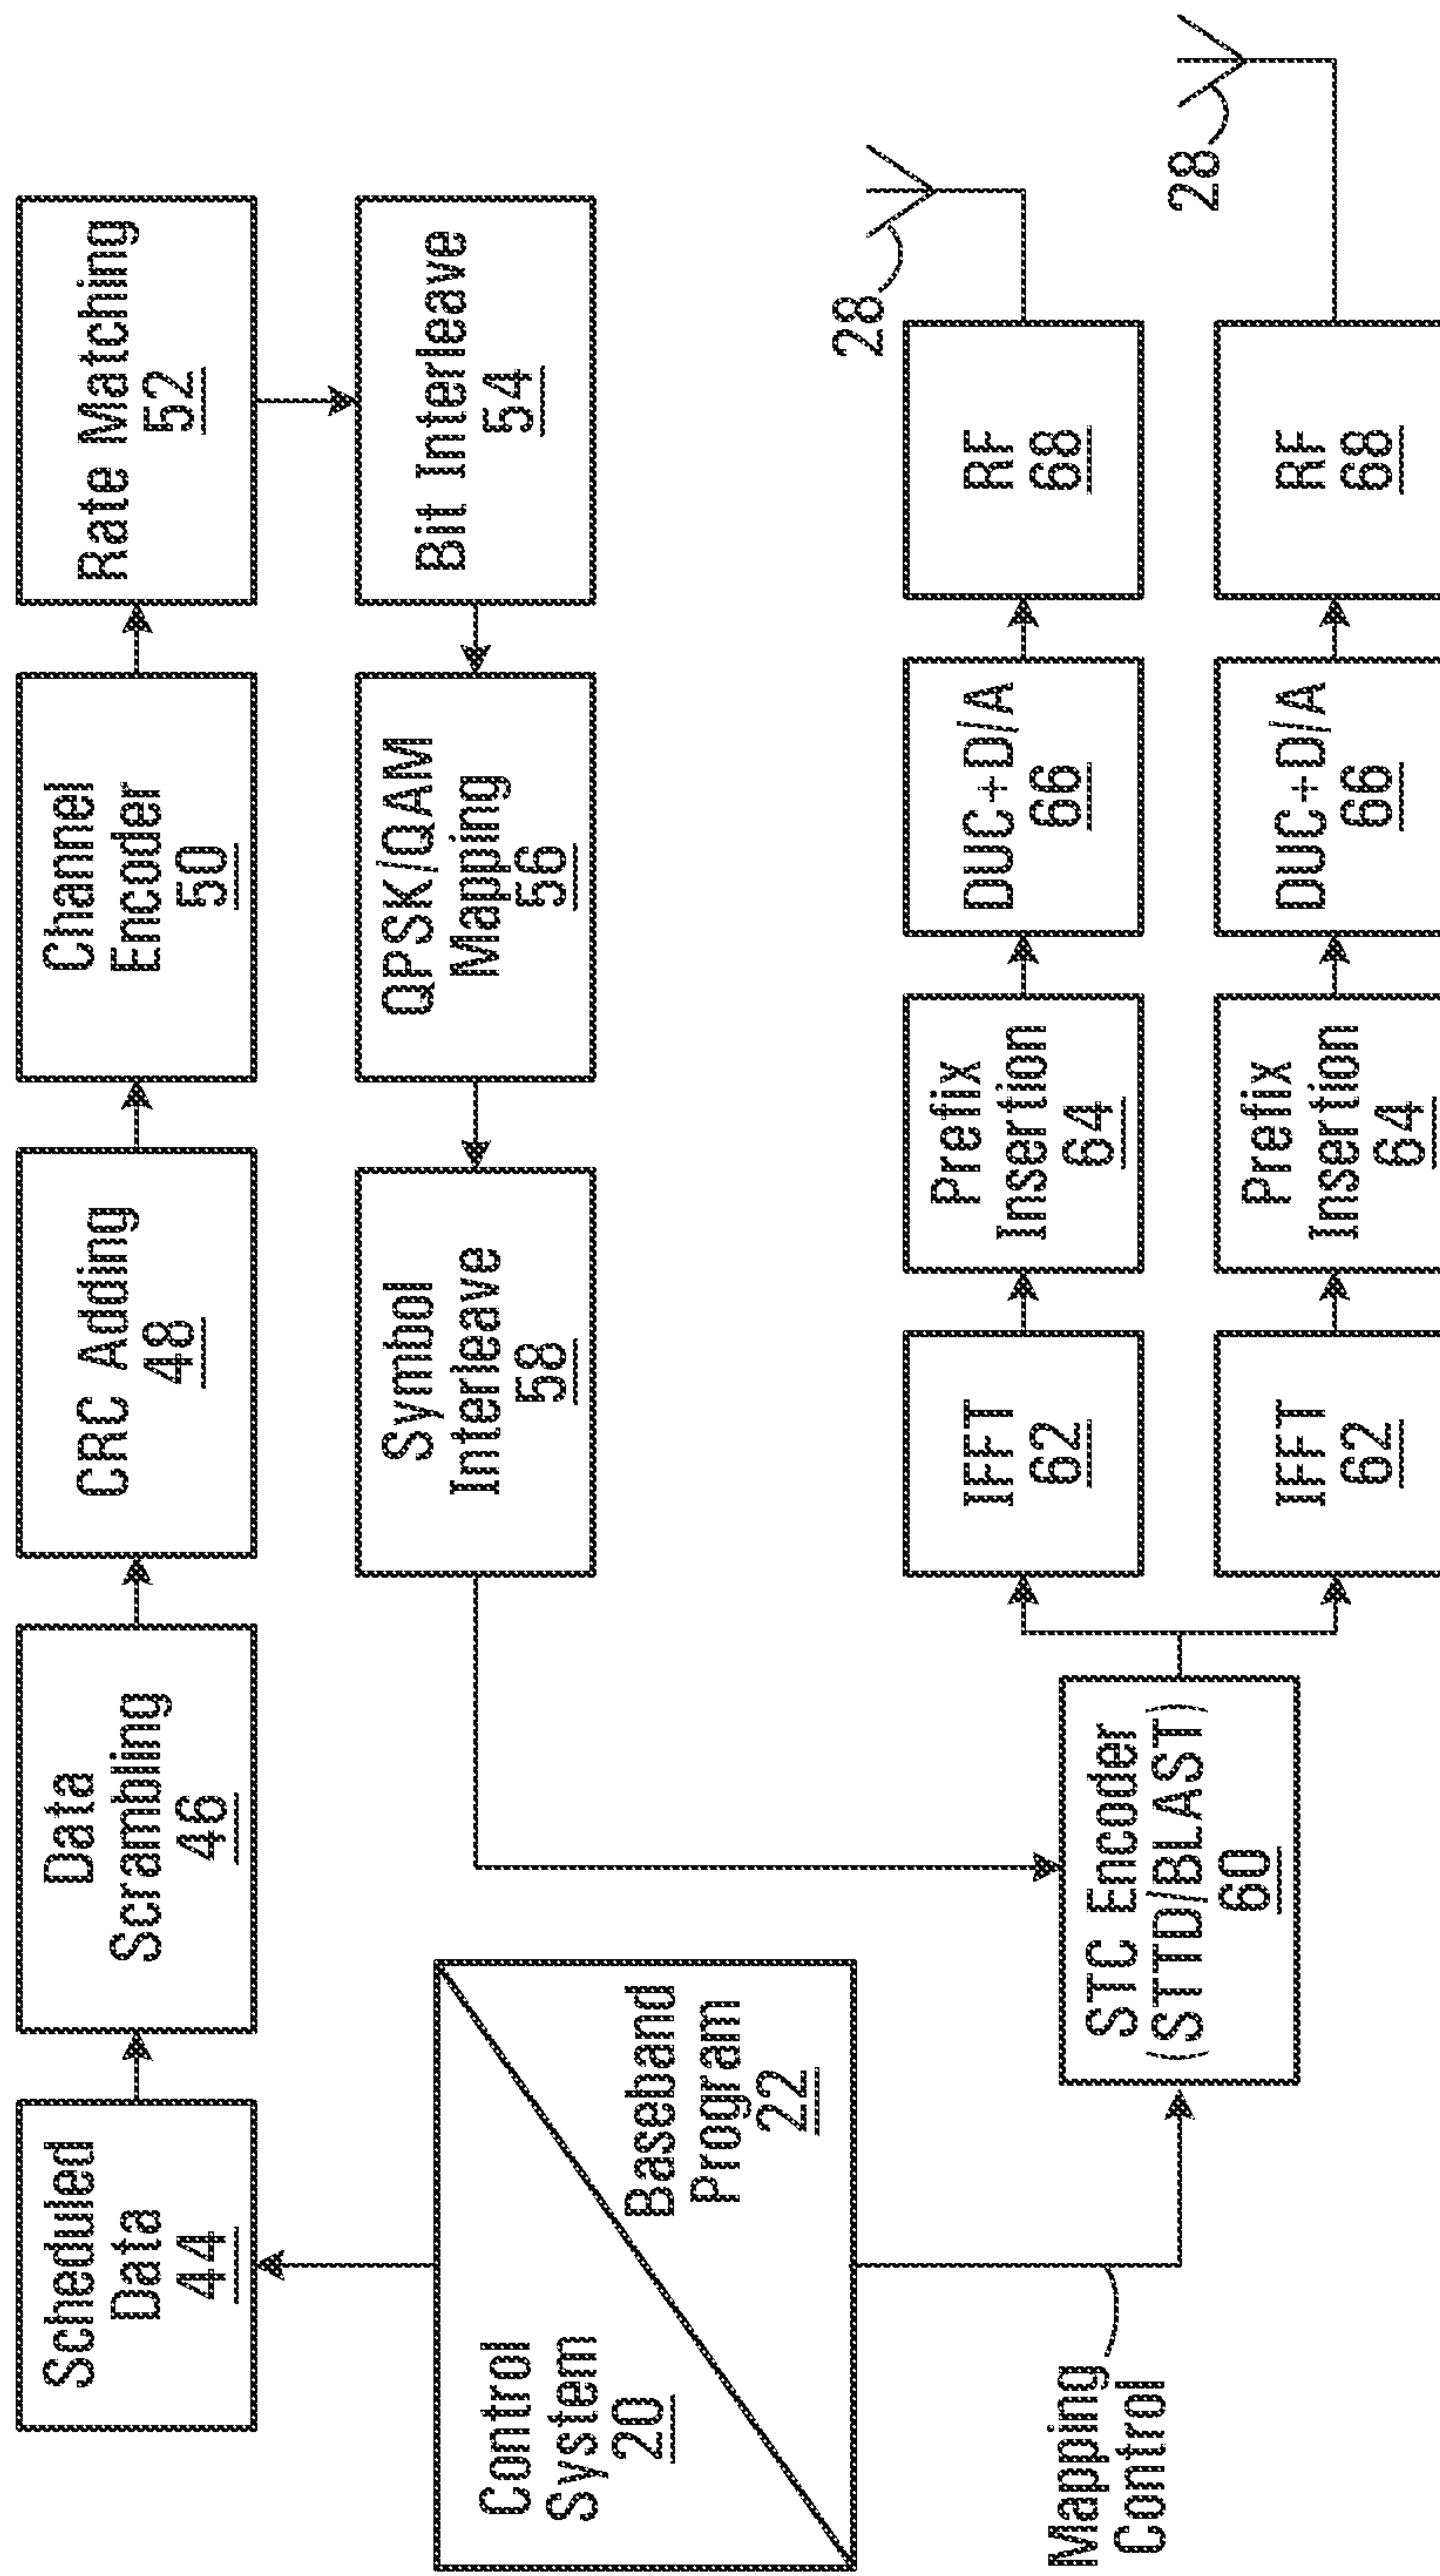 Scheduled
Data
44
Data
Scrambling
46
CRC Adding
48
Channel
Encoder
50
Rate Matching
52
Bit Interleave
54
QPSK/QAM
Mapping
56
Symbol
Interleave
58
Control
System
20
Baseband
Program
22
Mapping
Control
STC Encoder
(STTD/BLAST)
60
IFFT
62
Prefix
Insertion
64
DUC+D/A
66
RF
68
28
IFFT
62
Prefix
Insertion
64
DUC+D/A
66
RF
68
28